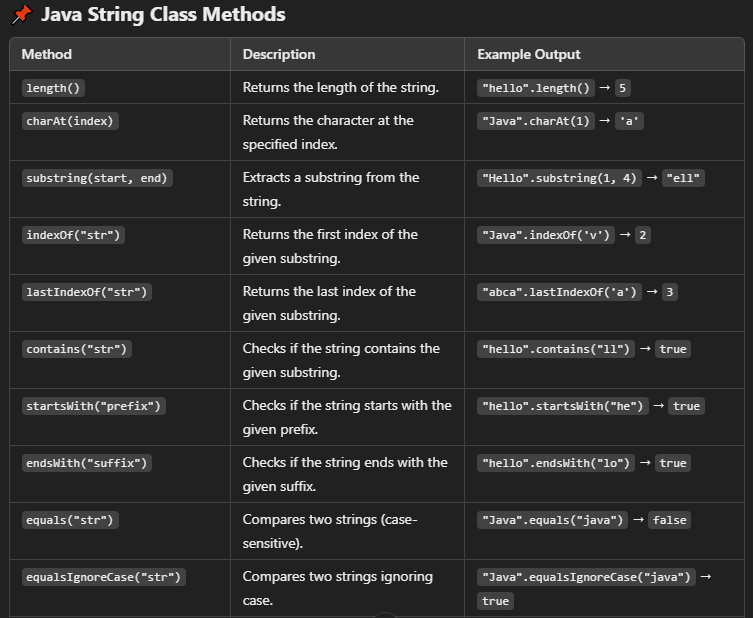 📌 Java String Class Methods
Method Description Example Output
length() Returns the length of the string. "hello".length() → 5
charAt(index) Returns the character at the "Java".charAt(1) → 'a'
specified index.
substring(start, end) Extracts a substring from the "Hello".substring(1, 4) → "ell"
string.
indexOf("str") Returns the first index of the "Java".indexOf('v') → 2
given substring.
lastIndexOf("str") Returns the last index of the "abca".lastIndexOf('a') → 3
given substring.
contains("str") Checks if the string contains the "hello".contains("ll") → true
given substring.
startsWith("prefix") Checks if the string starts with the "hello".startsWith("he") → true
given prefix.
endsWith("suffix") Checks if the string ends with the "hello".endsWith("lo") → true
given suffix.
equals("str") Compares two strings (case- "Java".equals("java") → false
sensitive).
equalsIgnoreCase("str") Compares two strings ignoring "Java".equalsIgnoreCase("java") →
case. true